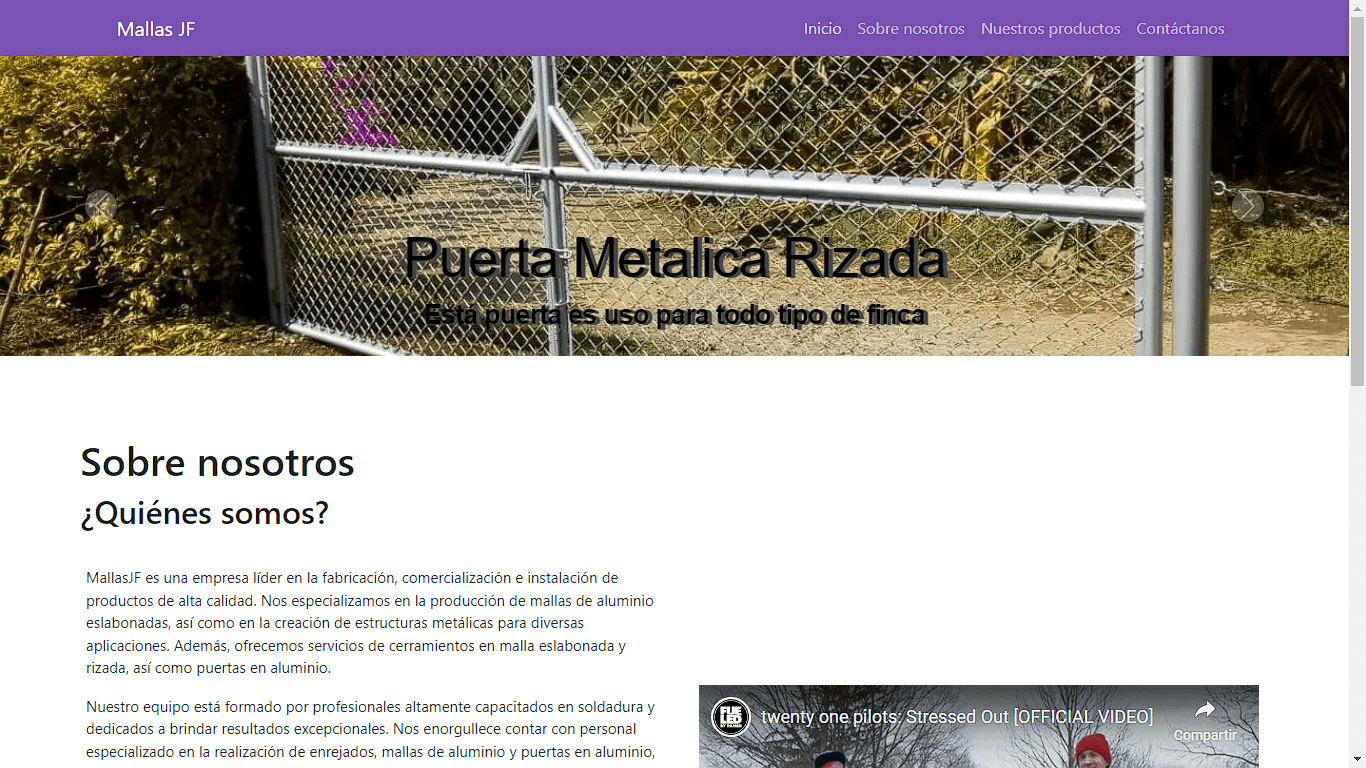 Mallas JF
Inicio Sobre nosotros Nuestros productos Contáctanos
Puerta Metalica Rizada
Está puerta es uso para todo tipo de finca
Sobre nosotros
¿Quiénes somos?
MallasJF es una empresa líder en la fabricación, comercialización e instalación de
productos de alta calidad. Nos especializamos en la producción de mallas de aluminio
eslabonadas, así como en la creación de estructuras metálicas para diversas
aplicaciones. Además, ofrecemos servicios de cerramientos en malla eslabonada y
rizada, así como puertas en aluminio.
Nuestro equipo está formado por profesionales altamente capacitados en soldadura y
dedicados a brindar resultados excepcionales. Nos enorgullece contar con personal
especializado en la realización de enrejados, mallas de aluminio y puertas en aluminio,
FUELED
BY RAMEN
twenty one pilots: Stressed Out [OFFICIAL VIDEO]
Compartir